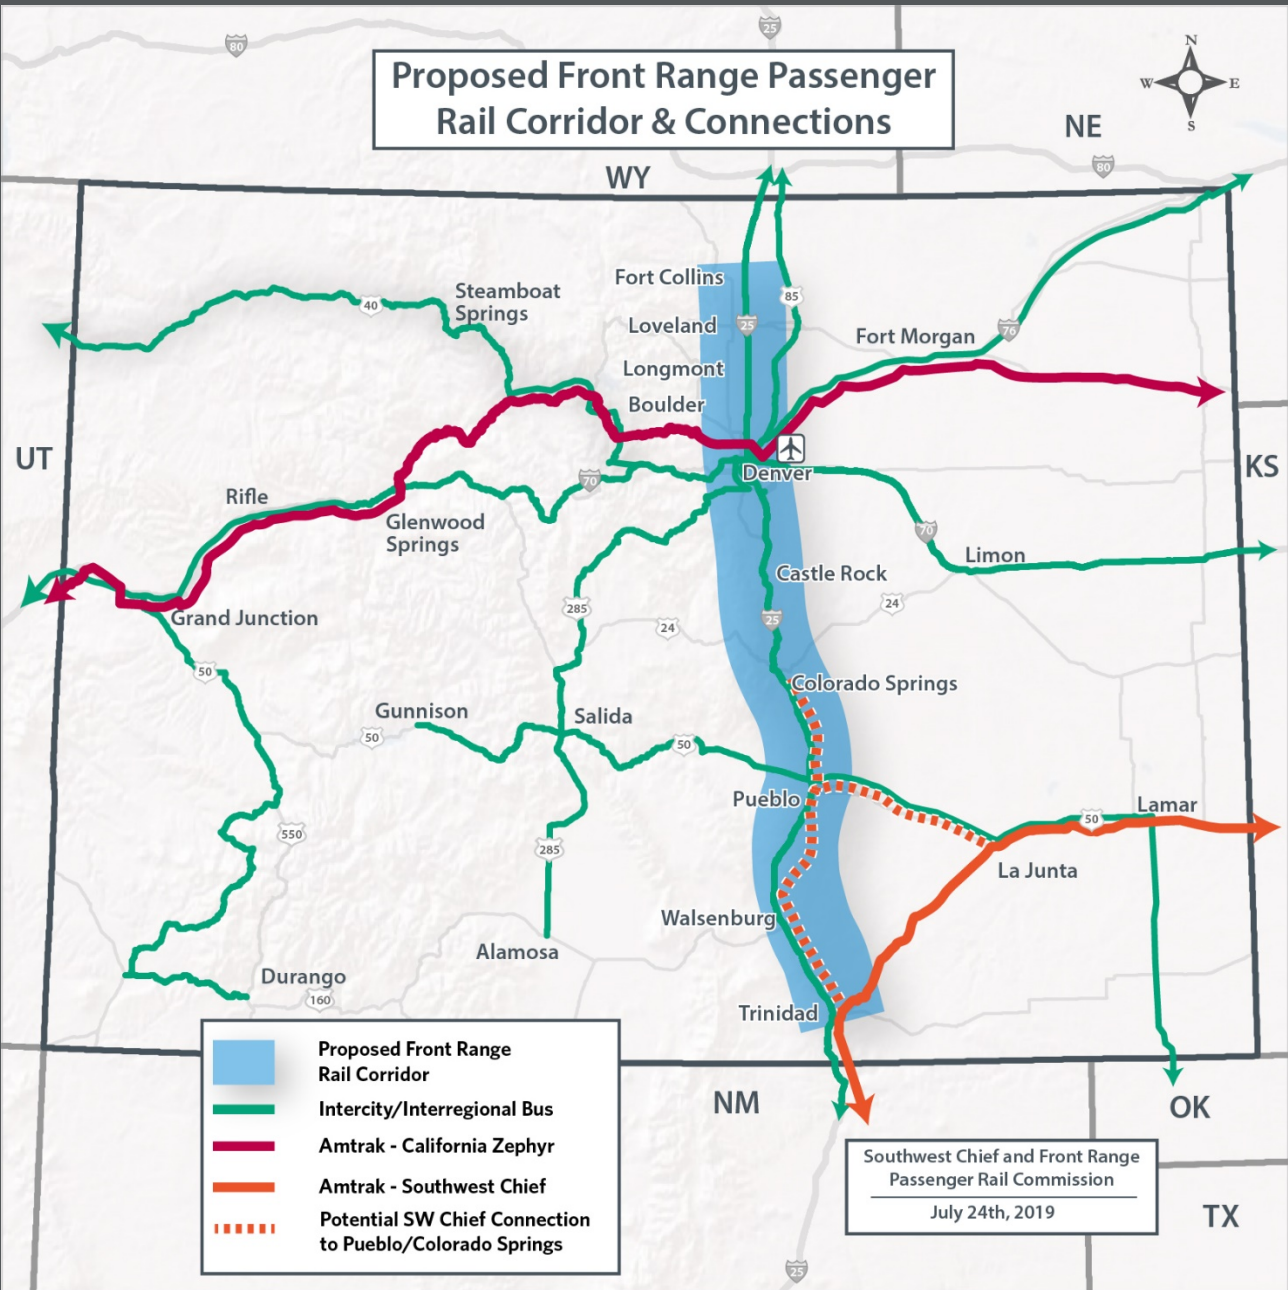 80
25
Proposed Front Range Passenger
Rail Corridor & Connections
N
W
E
S
NE
80
WY
Fort Collins
Steamboat
Springs
40
85
Loveland
25
76
Fort Morgan
Longmont
Boulder
UT
KS
Denver
70
Rifle
Glenwood
Springs
70
Limon
Castle Rock
24
285
Grand Junction
25
24
50
Colorado Springs
Gunnison
Salida
50
50
Pueblo
Lamar
50
550
285
La Junta
Walsenburg
Alamosa
Durango
160
Trinidad
Proposed Front Range
Rail Corridor
Intercity/Interregional Bus
Amtrak - California Zephyr
Amtrak - Southwest Chief
Potential SW Chief Connection
to Pueblo/Colorado Springs
NM
OK
Southwest Chief and Front Range
Passenger Rail Commission
July 24th, 2019
TX
25